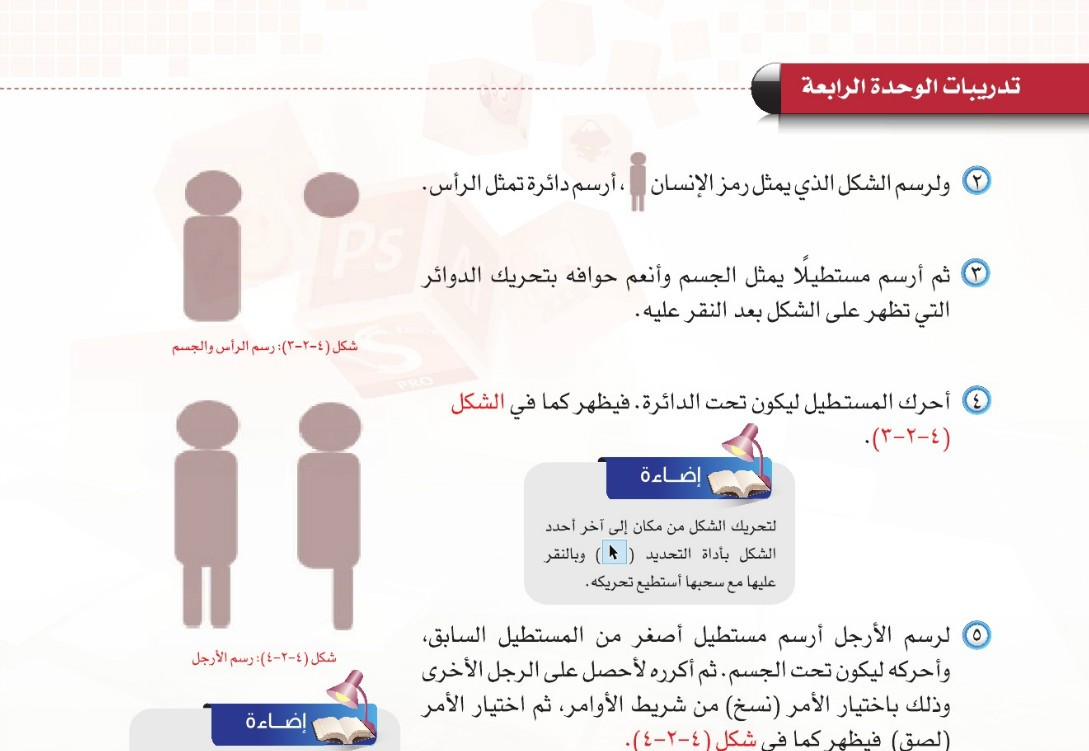 تدريبات الوحدة الرابعة
٢ ولرسم الشكل الذي يمثل رمز الإنسان ، أرسم دائرة تمثل الرأس.
٣ ثم أرسم مستطيلًا يمثل الجسم وأنعم حوافه بتحريك الدوائر
التي تظهر على الشكل بعد النقر عليه.
شكل (٤-٢-٣): رسم الرأس والجسم
٤ أحرك المستطيل ليكون تحت الدائرة. فيظهر كما في الشكل
(٤-٢-٣).
إضاءة
لتحريك الشكل من مكان إلى آخر أحدد
الشكل بأداة التحديد ( ) وبالنقر
عليها مع سحبها أستطيع تحريكه.
٥ لرسم الأرجل أرسم مستطيل أصغر من المستطيل السابق،
وأحركه ليكون تحت الجسم. ثم أكرره لأحصل على الرجل الأخرى
وذلك باختيار الأمر (نسخ) من شريط الأوامر، ثم اختيار الأمر
(لصق) فيظهر كما في شكل (٤-٢-٤).
شكل (٤-٢-٤): رسم الأرجل
إضاءة
Ps
S
PRO